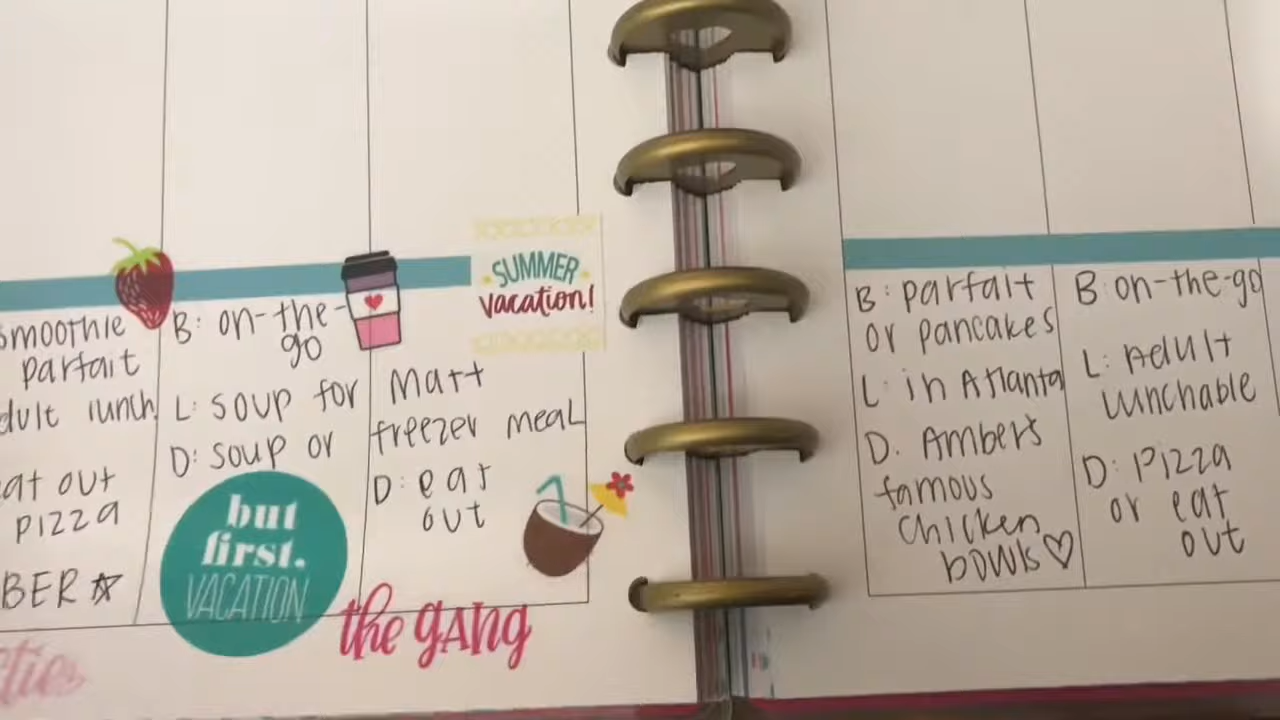 smoothie
parfait
adult lunch
eat out
pizza
BER
B: on-the-
go
L: soup for
D: soup or
but
first.
VACATION
SUMMER
vacation!
Matt
freezer meal
D: eat
out
the gang
B: parfait
or pancakes
L: in Atlanta
D. Amber's
famous
chicken
bowls
B: on-the-go
L: Adult
Lunchable
D: Pizza
or eat
out